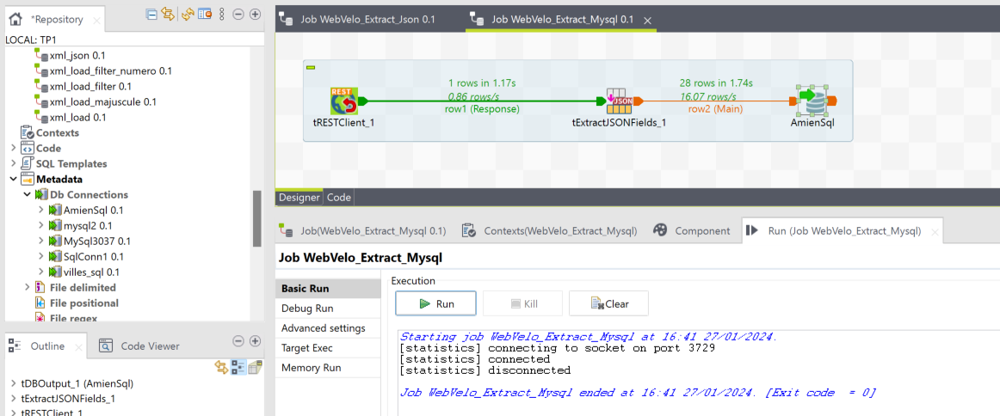 *Repository
LOCAL: TP1
xml_json 0.1
xml_load_filter_numero 0.1
xml_load_filter 0.1
xml_load_majuscule 0.1
xml_load 0.1
Contexts
Code
SQL Templates
Metadata
Db Connections
AmienSql 0.1
mysql2 0.1
MySql3037 0.1
SqlConn1 0.1
villes_sql 0.1
File delimited
File positional
File regex
Outline
Code Viewer
tDBOutput_1 (AmienSql)
tExtractJSONFields_1
tRESTClient_1
Job WebVelo_Extract_Json 0.1
Job WebVelo_Extract_Mysql 0.1
REST
tRESTClient_1
1 rows in 1.17s
0.86 rows/s
row1 (Response)
JSON
tExtractJSONFields_1
28 rows in 1.74s
16.07 rows/s
row2 (Main)
AmienSql
Designer
Code
Job(WebVelo_Extract_Mysql 0.1)
Contexts(WebVelo_Extract_Mysql)
Component
Run (Job WebVelo_Extract_Mysql)
Job WebVelo_Extract_Mysql
Basic Run
Debug Run
Advanced settings
Target Exec
Memory Run
Execution
Run
Kill
Clear
Starting job WebVelo_Extract_Mysql at 16:41 27/01/2024.
[statistics] connecting to socket on port 3729
[statistics] connected
[statistics] disconnected
Job WebVelo_Extract_Mysql ended at 16:41 27/01/2024. [Exit code  = 0]